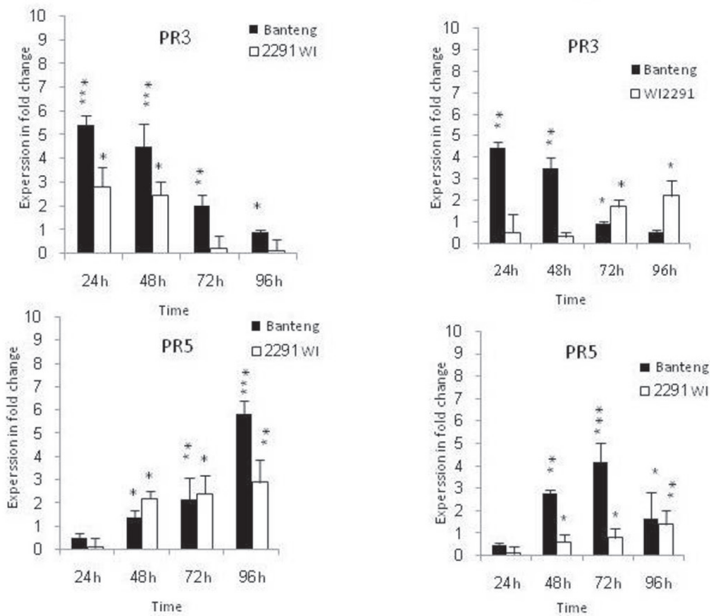 PR3
Banteng
2291 WI
Experssion in fold change
10
9
8
7
6
5
4
3
2
1
0
***
*
***
*
**
*
24h 48h 72h 96h
Time
PR3
Banteng
WI2291
Experssion in fold change
10
9
8
7
6
5
4
3
2
1
0
**
**
*
*
*
24h 48h 72h 96h
Time
PR5
Banteng
2291 WI
Experssion in fold change
10
9
8
7
6
5
4
3
2
1
0
*
*
**
*
***
**
24h 48h 72h 96h
Time
PR5
Banteng
2291 WI
Experssion in fold change
10
9
8
7
6
5
4
3
2
1
0
**
*
***
*
*
**
24h 48h 72h 96h
Time